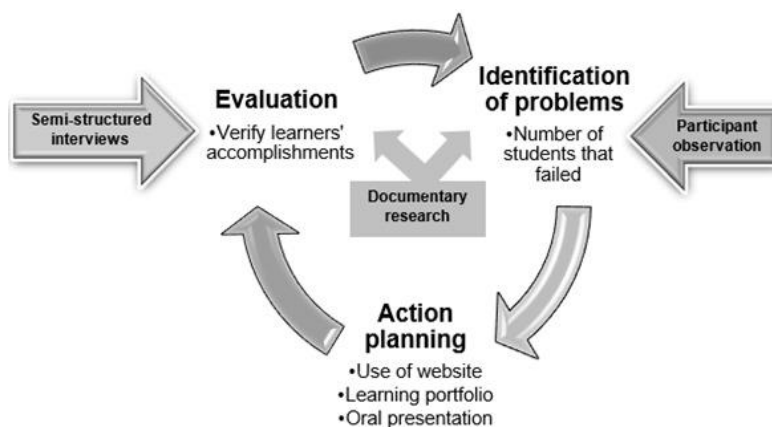 Evaluation
•Verify learners'
accomplishments
Identification
of problems
•Number of
students that
failed
Semi-structured
interviews
Participant
observation
Documentary
research
Action
planning
•Use of website
•Learning portfolio
•Oral presentation